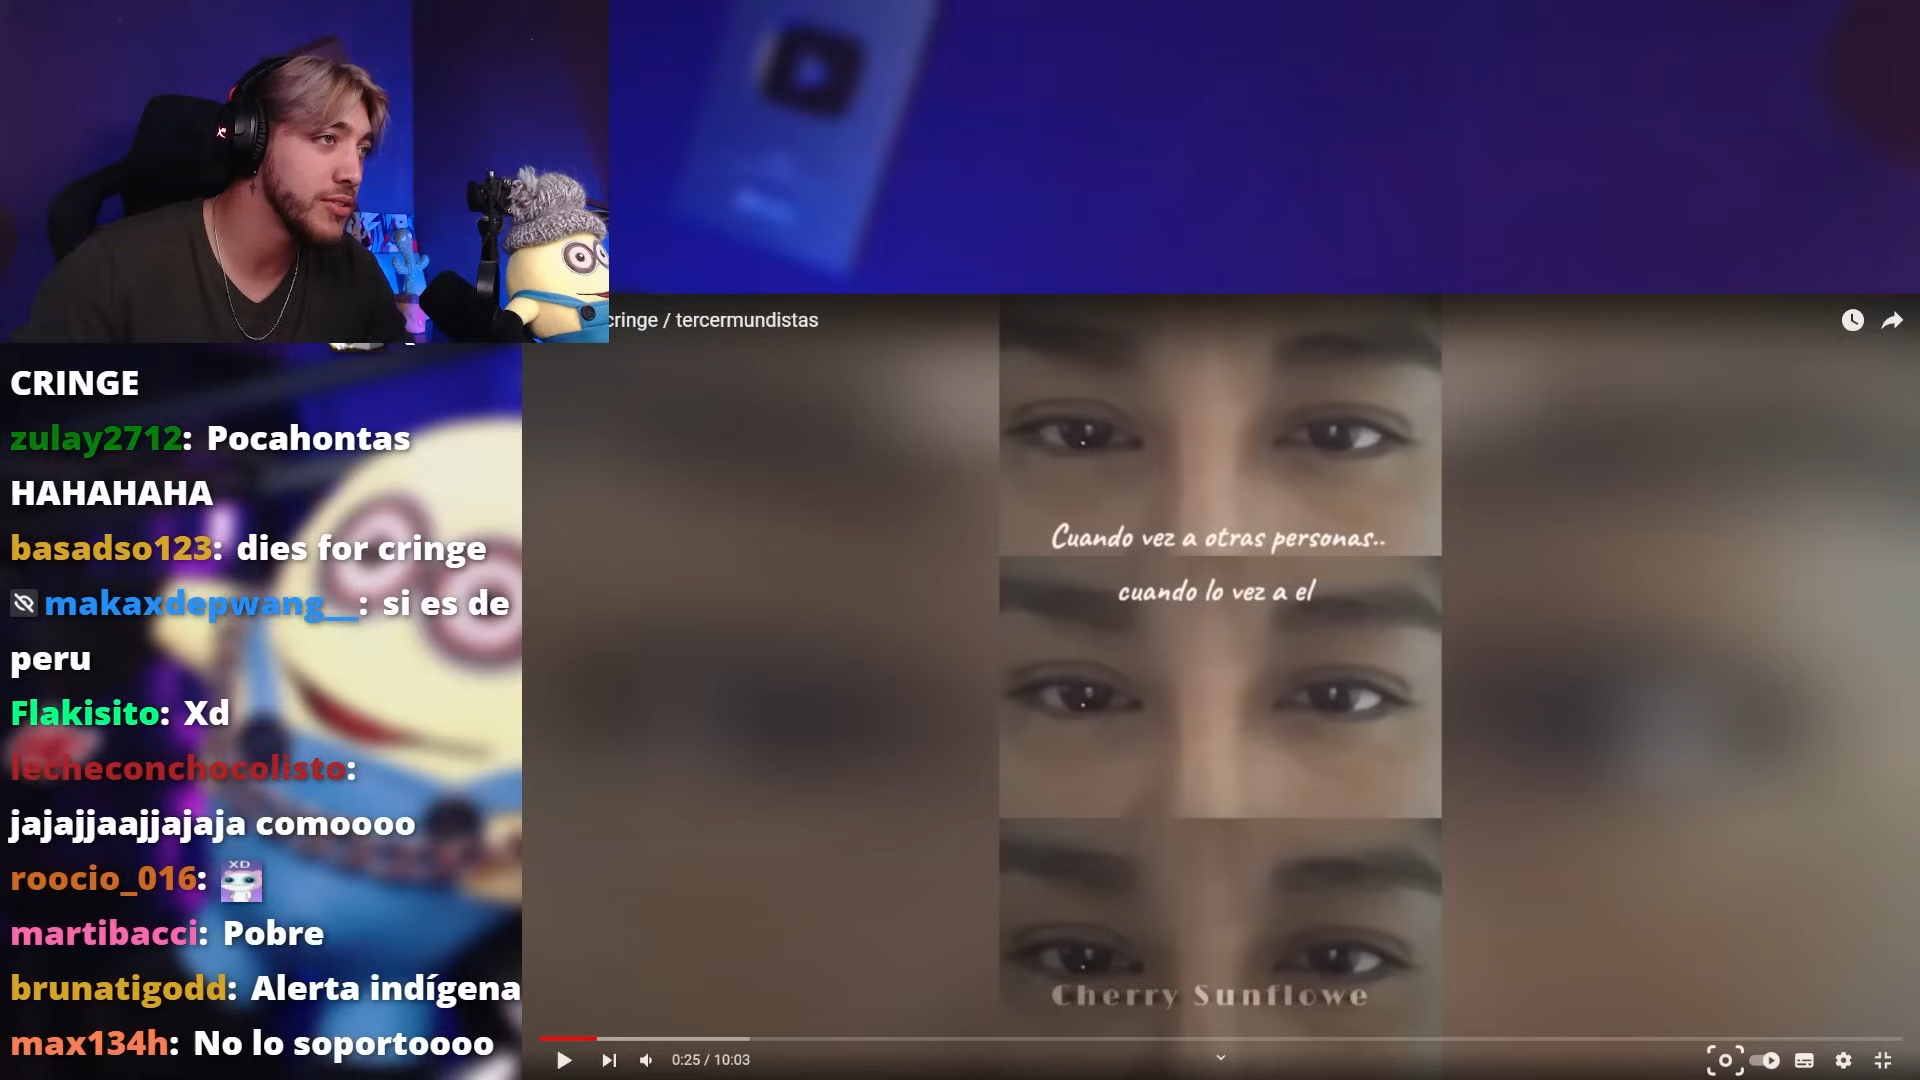 cringe / tercermundistas
CRINGE
zulay2712: Pocahontas
HAHAHAHA
basadso123: dies for cringe
makaxdepwang__: si es de
peru
Flakisito: Xd
lecheconchocolisto:
jajajjaajjajaja comoooo
roocio_016: XD
martibacci: Pobre
brunatigodd: Alerta indígena
max134h: No lo soportoooo
Cuando vez a otras personas..
cuando lo vez a el
Cherry Sunflowe
0:25 / 10:03